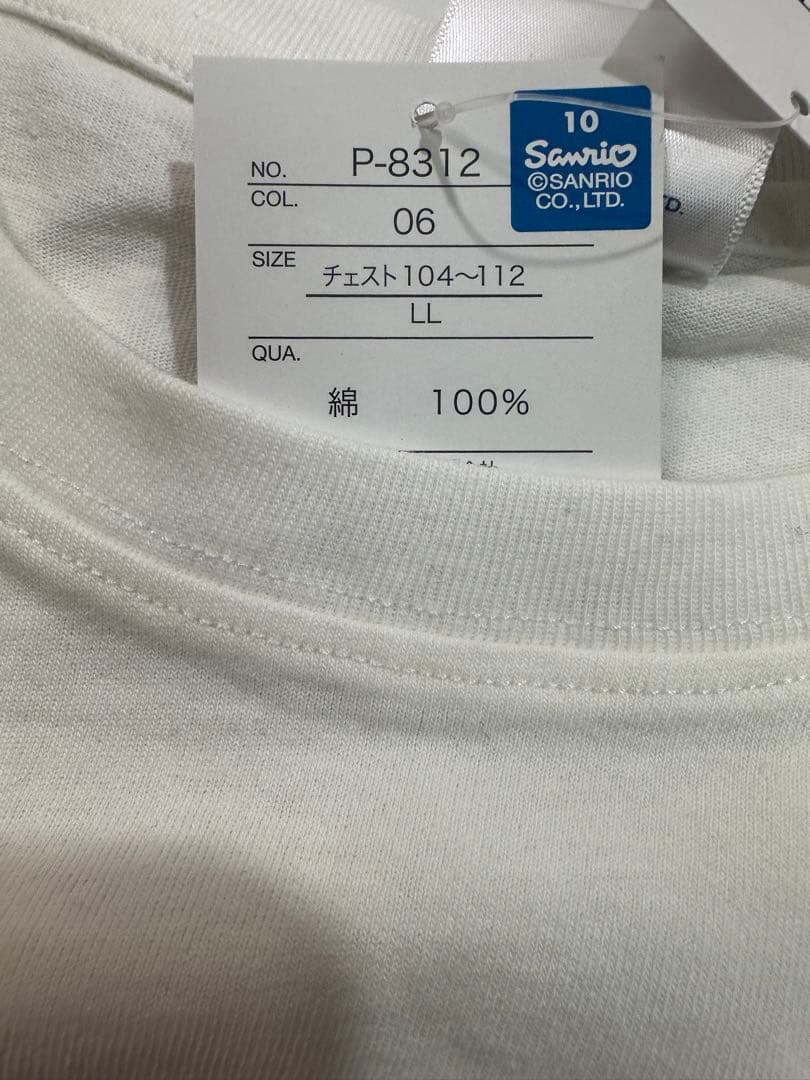 10
Sanrio
©SANRIO
CO.,LTD.
NO. P-8312
COL.
06
SIZE
チェスト104〜112
LL
QUA.
綿 100%
TD.